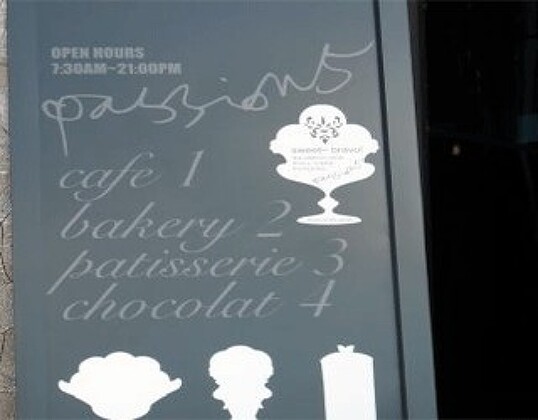 OPEN HOURS
7:30AM~21:00PM
passion5
sweet~ bravo!
cafe 1
bakery 2
patisserie 3
chocolat 4